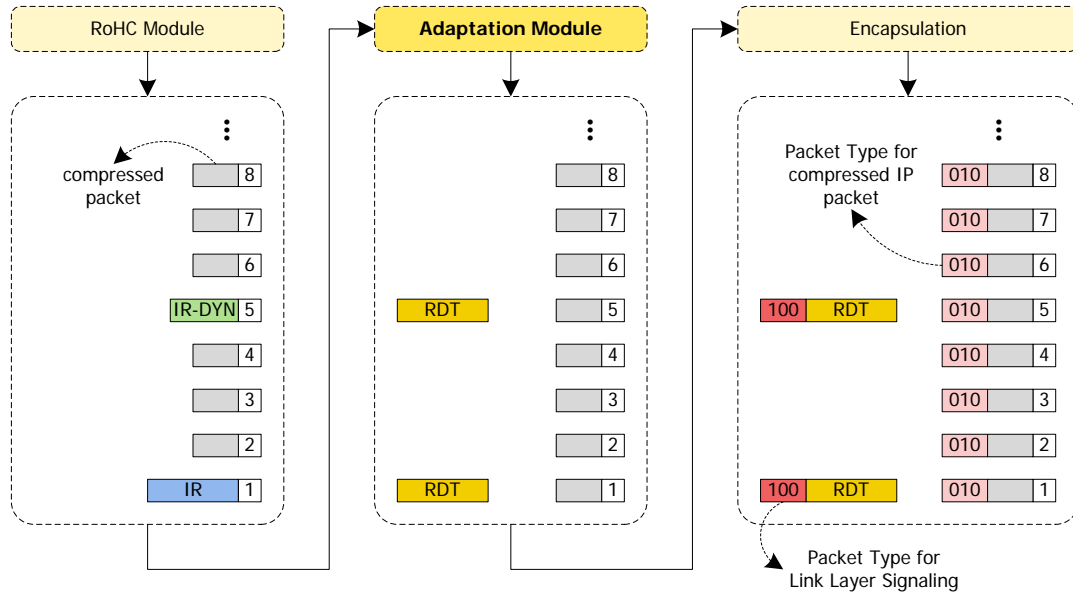 RoHC Module
Adaptation Module
Encapsulation
compressed
packet
8
7
6
IR-DYN 5
4
3
2
IR 1
8
7
6
RDT 5
4
3
2
RDT 1
Packet Type for
compressed IP
packet
010 8
010 7
010 6
100 RDT 010 5
010 4
010 3
010 2
100 RDT 010 1
Packet Type for
Link Layer Signaling